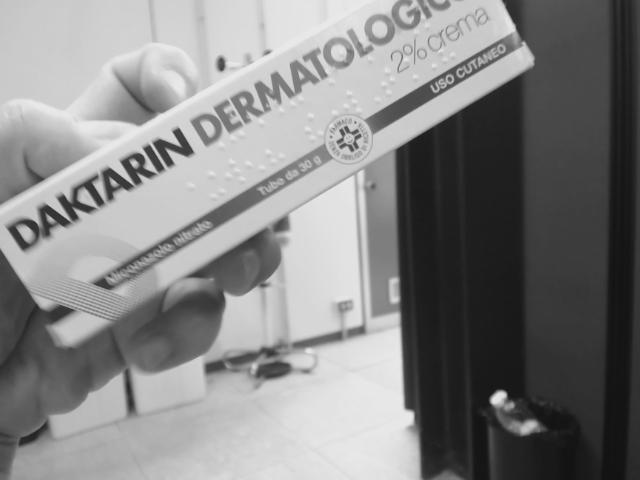 DAKTARIN DERMATOLOGICO
2% crema
Miconazolo nitrato
Tubo da 30 g
USO CUTANEO